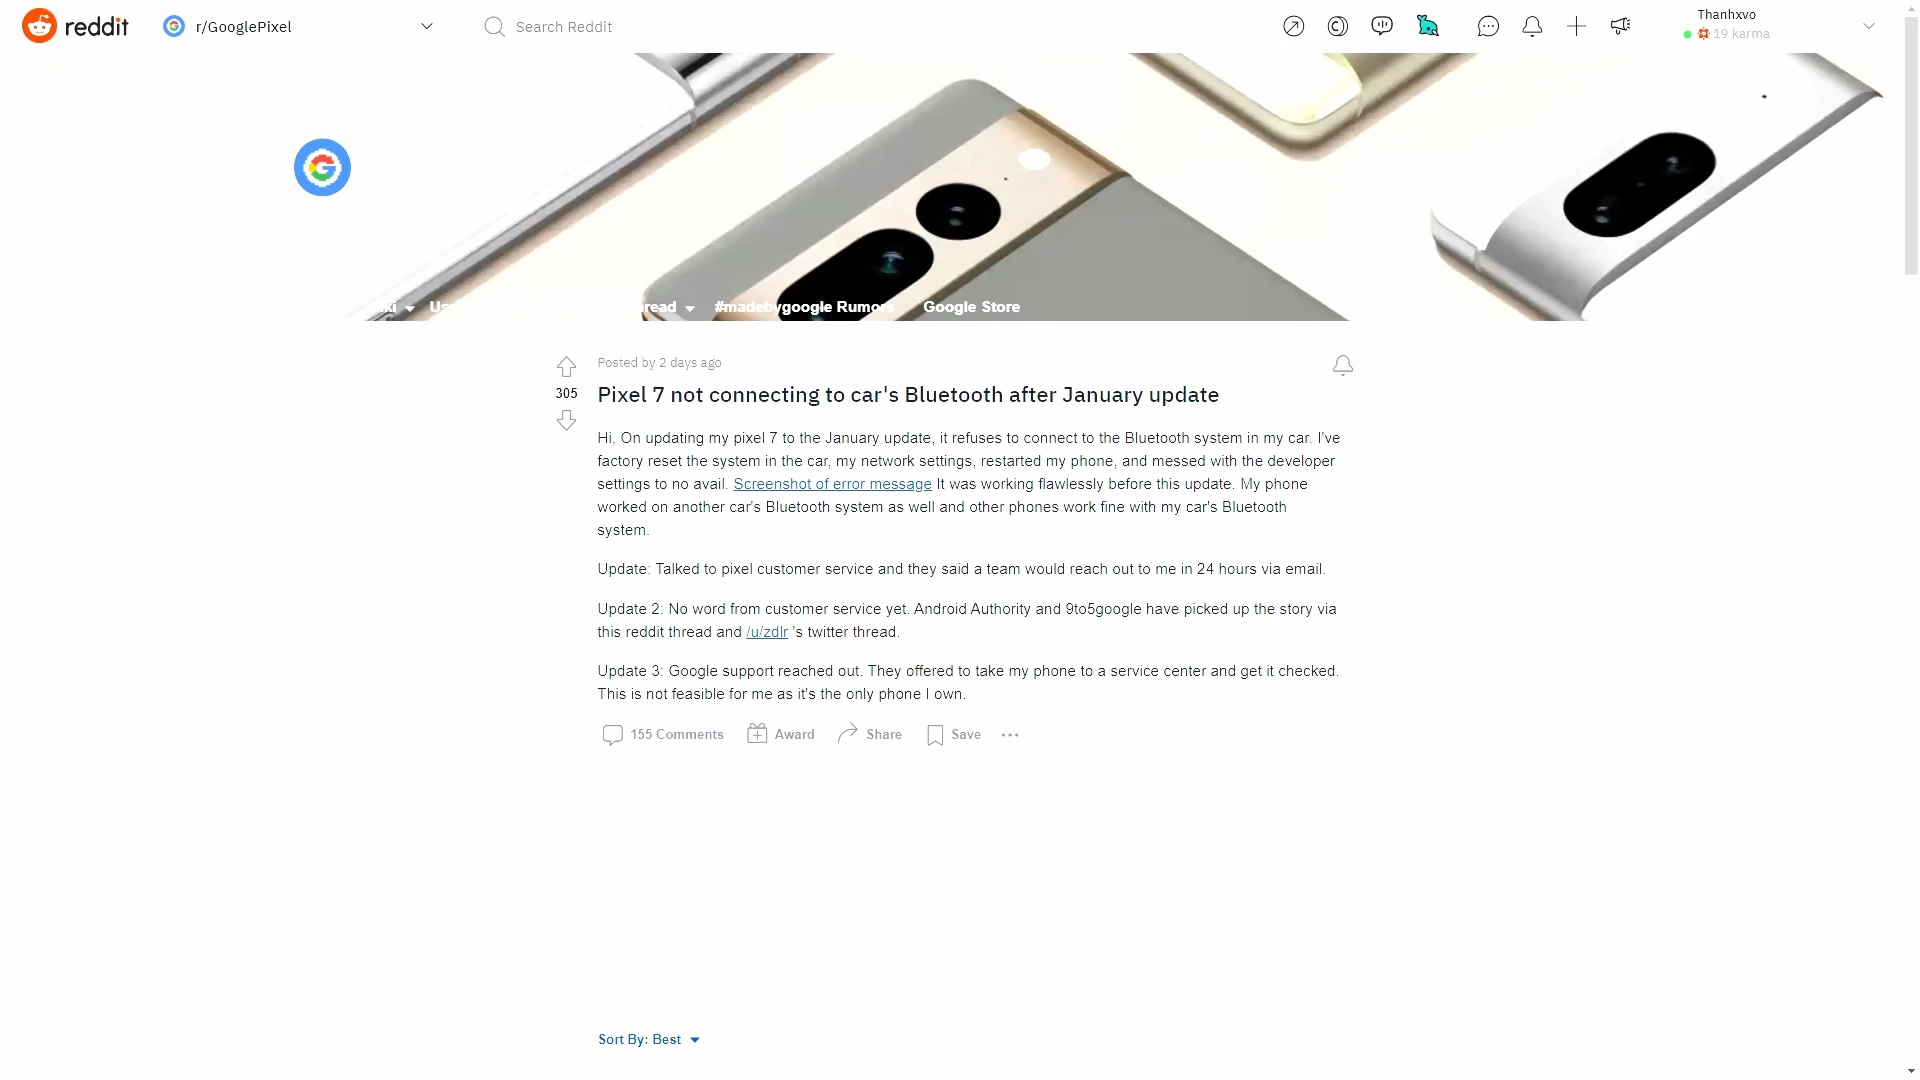 reddit
r/GooglePixel
Search Reddit
Thanhxvo
19 karma
#madebygoogle Rumors
Google Store
Posted by 2 days ago
305
Pixel 7 not connecting to car's Bluetooth after January update
Hi, On updating my pixel 7 to the January update, it refuses to connect to the Bluetooth system in my car. I've
factory reset the system in the car, my network settings, restarted my phone, and messed with the developer
settings to no avail. Screenshot of error message It was working flawlessly before this update. My phone
worked on another car's Bluetooth system as well and other phones work fine with my car's Bluetooth
system.
Update: Talked to pixel customer service and they said a team would reach out to me in 24 hours via email.
Update 2: No word from customer service yet. Android Authority and 9to5google have picked up the story via
this reddit thread and /u/zdlr 's twitter thread.
Update 3: Google support reached out. They offered to take my phone to a service center and get it checked.
This is not feasible for me as it's the only phone I own.
155 Comments
Award
Share
Save
Sort By: Best